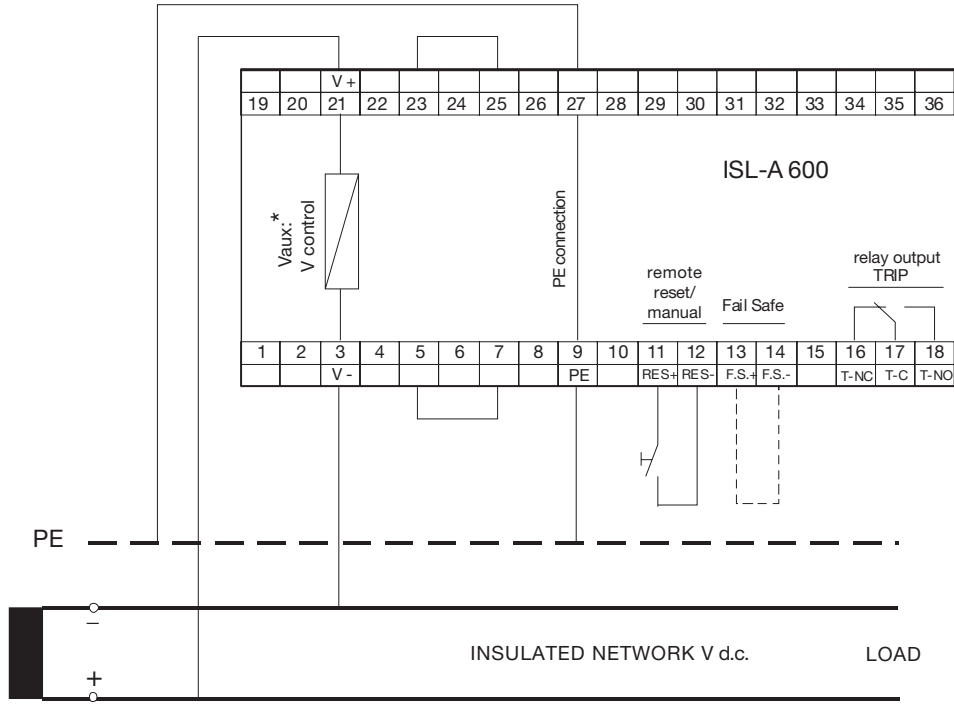 V+
19 20 21 22 23 24 25 26 27 28 29 30 31 32 33 34 35 36
ISL-A 600
Vaux:*
V control
PE connection
remote
reset/
manual
Fail Safe
relay output
TRIP
1 2 3 4 5 6 7 8 9 10 11 12 13 14 15 16 17 18
V- PE RES+ RES- F.S.+ F.S.- T-NC T-C T-NO
PE
−
INSULATED NETWORK V d.c. LOAD
+